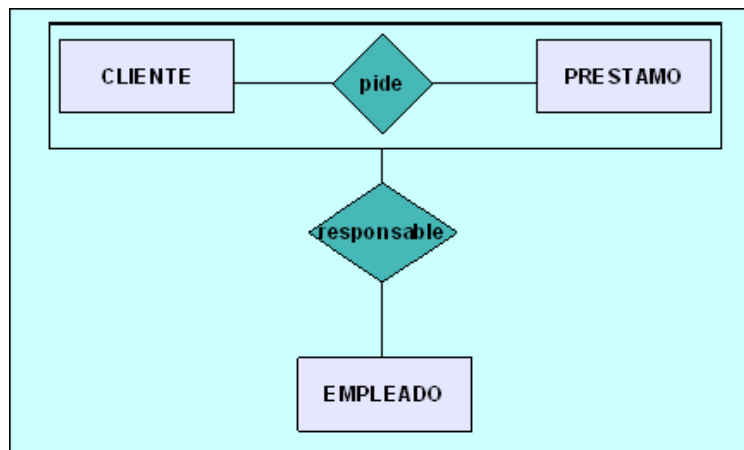 CLIENTE
pide
PRESTAMO
responsable
EMPLEADO